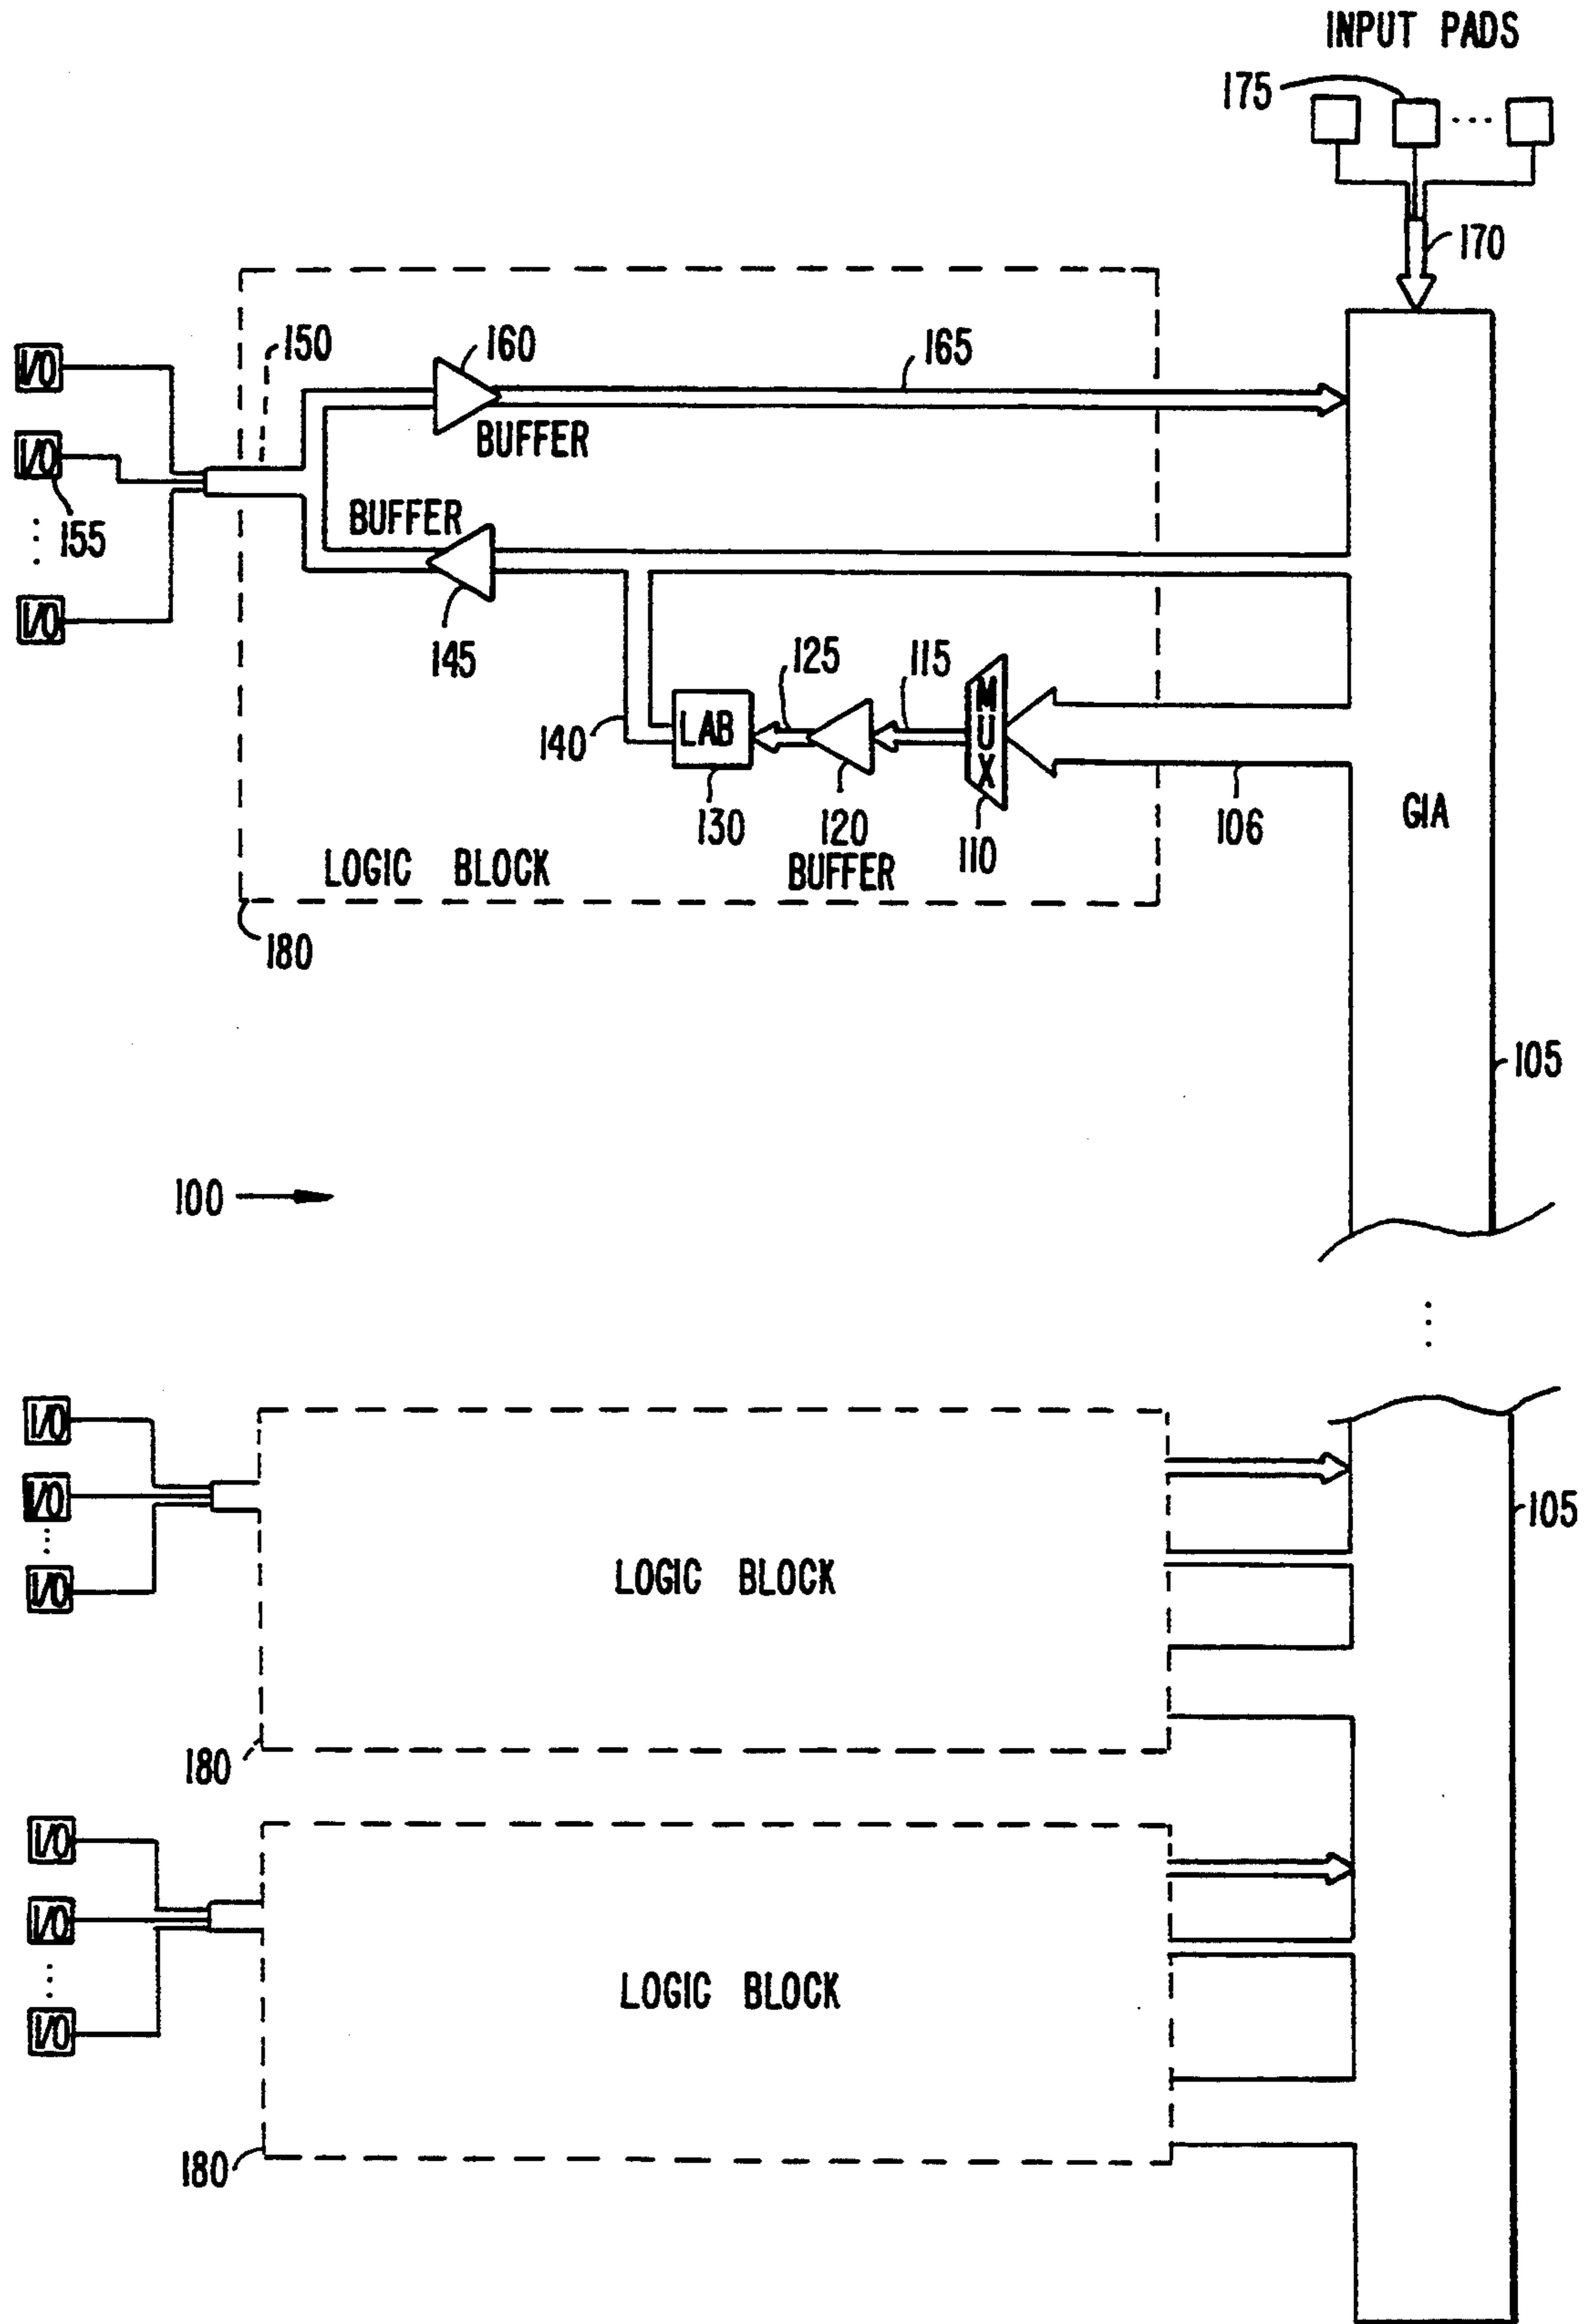 INPUT PADS
175
170
150
160
165
I/O
BUFFER
I/O
155
BUFFER
I/O
145
125
115
MUX
LAB
140
130
120
BUFFER
110
106
GIA
LOGIC BLOCK
180
105
100
I/O
I/O
105
I/O
LOGIC BLOCK
180
I/O
I/O
LOGIC BLOCK
I/O
180